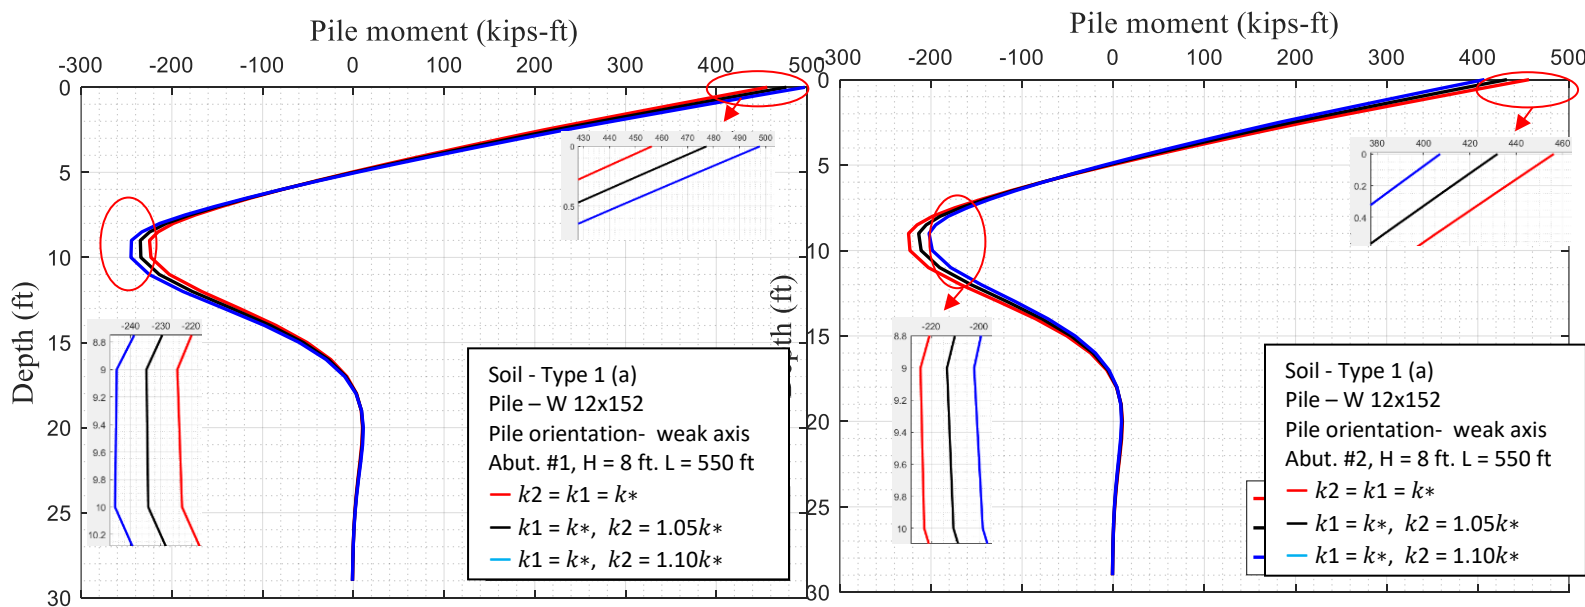 Pile moment (kips-ft)
-300 -200 -100 0 100 200 300 400 500
0
5
10
15
20
25
30
Depth (ft)
430 440 450 460 470 480 490 500
0
0.5
-240 -230 -220
8.8
9
9.2
9.4
9.6
9.8
10
10.2
Soil - Type 1 (a)
Pile – W 12x152
Pile orientation- weak axis
Abut. #1, H = 8 ft. L = 550 ft
k2 = k1 = k*
k1 = k*, k2 = 1.05k*
k1 = k*, k2 = 1.10k*
Pile moment (kips-ft)
-300 -200 -100 0 100 200 300 400 500
0
5
10
15
20
25
30
(ft)
380 400 420 440 460
0
0.2
0.4
-220 -200
8.8
9
9.2
9.4
9.6
9.8
10
Soil - Type 1 (a)
Pile – W 12x152
Pile orientation- weak axis
Abut. #2, H = 8 ft. L = 550 ft
k2 = k1 = k*
k1 = k*, k2 = 1.05k*
k1 = k*, k2 = 1.10k*